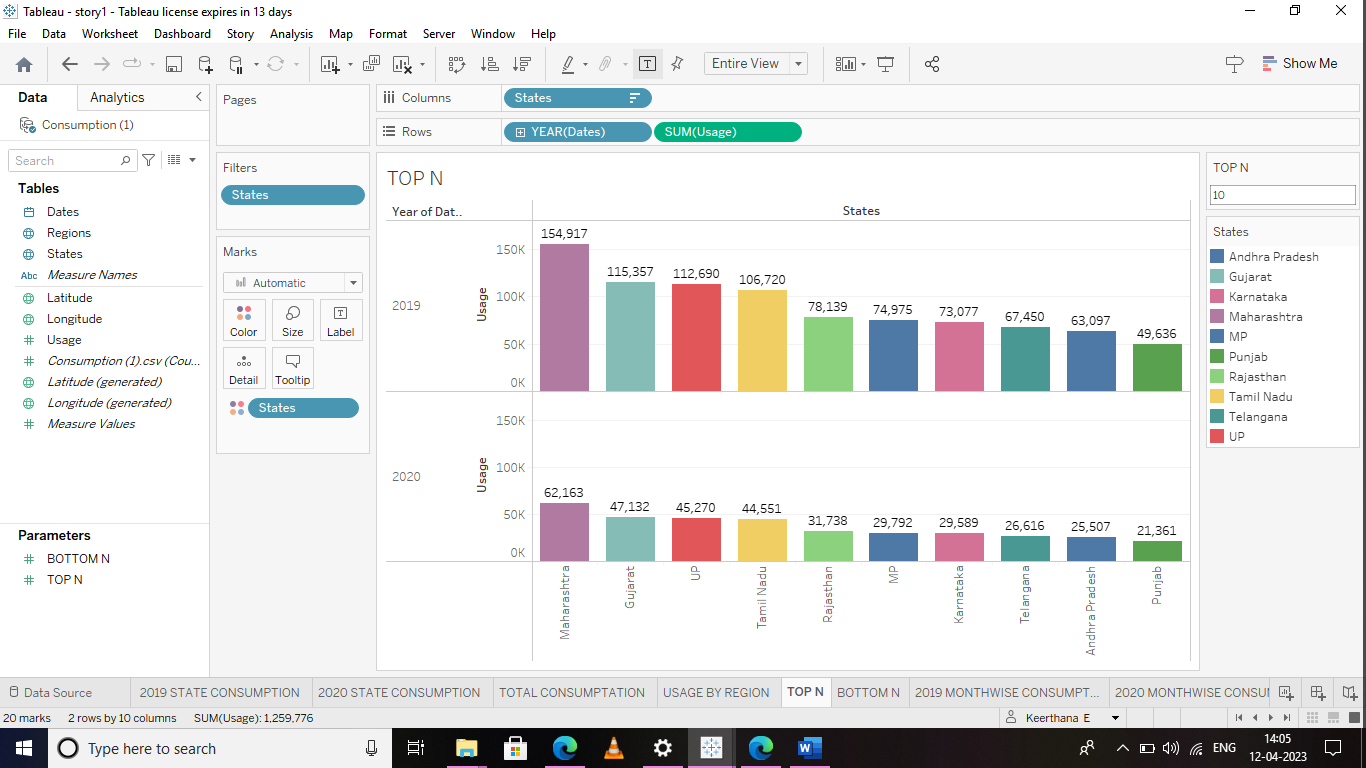 Tableau - story1 - Tableau license expires in 13 days
File Data Worksheet Dashboard Story Analysis Map Format Server Window Help
Entire View
Show Me
Data Analytics
Consumption (1)
Search
Tables
Dates
Regions
States
Abc Measure Names
Latitude
Longitude
Usage
Consumption (1).csv (Cou...
Latitude (generated)
Longitude (generated)
Measure Values
Parameters
BOTTOM N
TOP N
Pages
Filters
States
Marks
Automatic
Color Size Label
Detail Tooltip
States
Columns States
Rows YEAR(Dates) SUM(Usage)
TOP N
Year of Dat.. States
2019
Usage
150K
100K
50K
0K
154,917 115,357 112,690 106,720 78,139 74,975 73,077 67,450 63,097 49,636
2020
Usage
150K
100K
50K
0K
62,163 47,132 45,270 44,551 31,738 29,792 29,589 26,616 25,507 21,361
Maharashtra
Gujarat
UP
Tamil Nadu
Rajasthan
MP
Karnataka
Telangana
Andhra Pradesh
Punjab
TOP N
10
States
Andhra Pradesh
Gujarat
Karnataka
Maharashtra
MP
Punjab
Rajasthan
Tamil Nadu
Telangana
UP
Data Source 2019 STATE CONSUMPTION 2020 STATE CONSUMPTION TOTAL CONSUMPTATION USAGE BY REGION TOP N BOTTOM N 2019 MONTHWISE CONSUMPT... 2020 MONTHWISE CONSU
20 marks 2 rows by 10 columns SUM(Usage): 1,259,776 Keerthana E
Type here to search ENG 14:05
12-04-2023